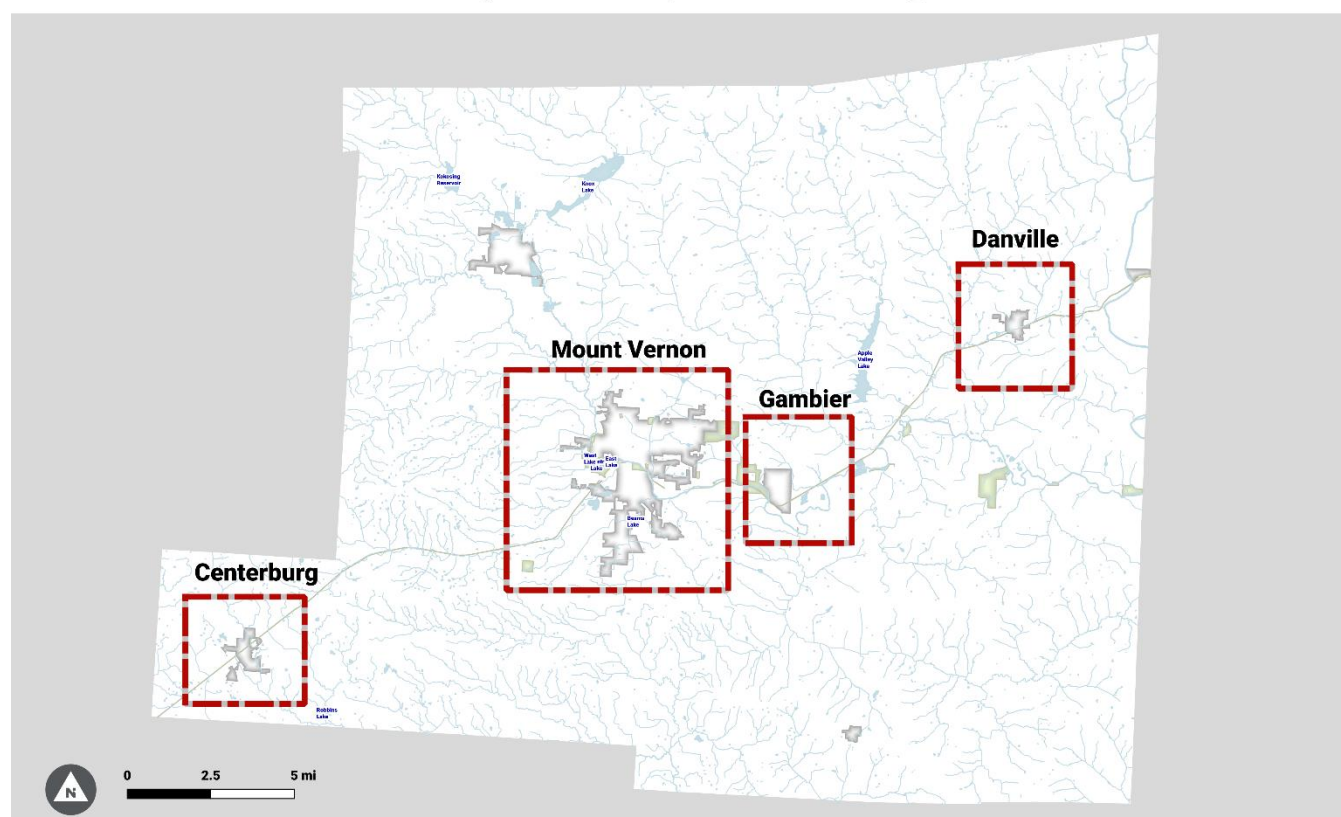 Kokosing
Reservoir
Knox
Lake
Danville
Mount Vernon
Apple
Valley
Lake
Gambier
West
Lake
East
Lake
Lake
Centerburg
Robbins
Lake
N
0 2.5 5 mi